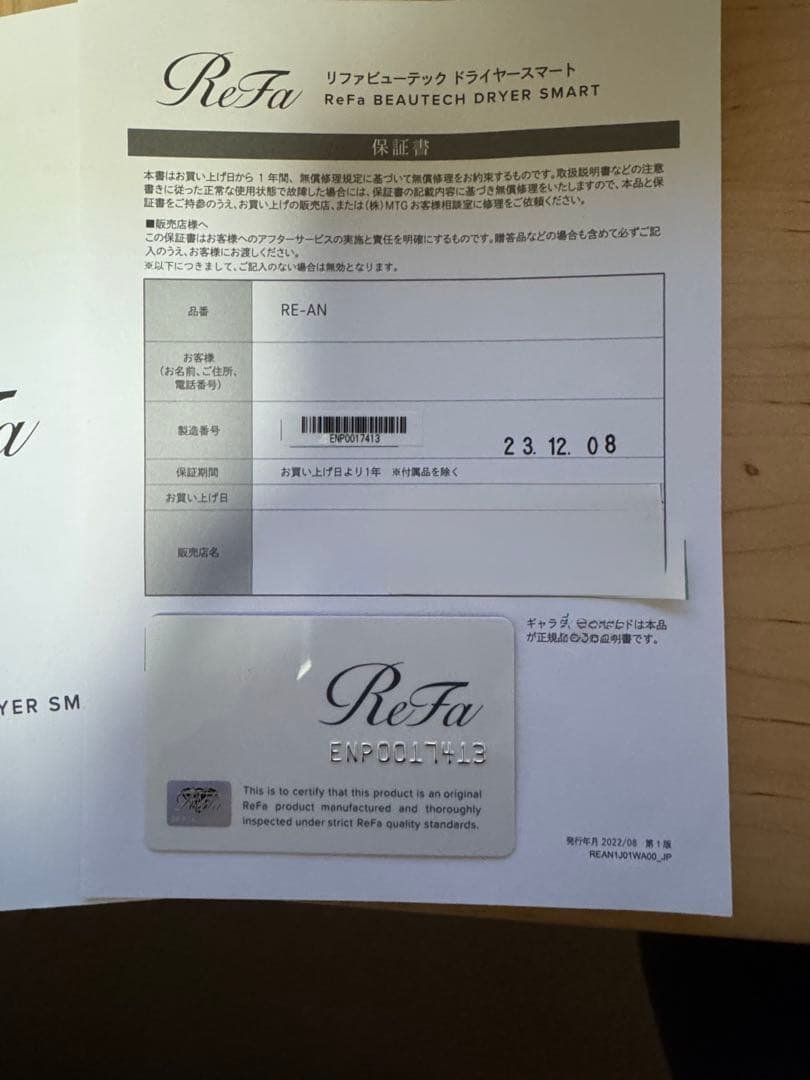 ReFa
リファビューテック ドライヤースマート
ReFa BEAUTECH DRYER SMART
保証書
本書はお買い上げ日から 1 年間、無償修理規定に基づいて無償修理をお約束するものです。取扱説明書などの注意
書きに従った正常な使用状態で故障した場合には、保証書の記載内容に基づき無償修理をいたしますので、本品と保
証書をご持参のうえ、お買い上げの販売店、または(株)MTG お客様相談室に修理をご依頼ください。
■販売店様へ
この保証書はお客様へのアフターサービスの実施と責任を明確にするものです。贈答品などの場合も含めて必ずご記
入のうえ、お客様にお渡しください。
※以下につきまして、ご記入のない場合は無効となります。
品番
RE-AN
お客様
(お名前、ご住所、
電話番号)
製造番号
ENP0017413
23.12.08
保証期間
お買い上げ日より1年 ※付属品を除く
お買い上げ日
販売店名
ギャラ
ドは本品
が正規品
明書です。
ReFa
ENP0017413
This is to certify that this product is an original
ReFa product manufactured and thoroughly
inspected under strict ReFa quality standards.
発行年月 2022/08 第1版
REAN1J01WA00_JP
a
YER SM